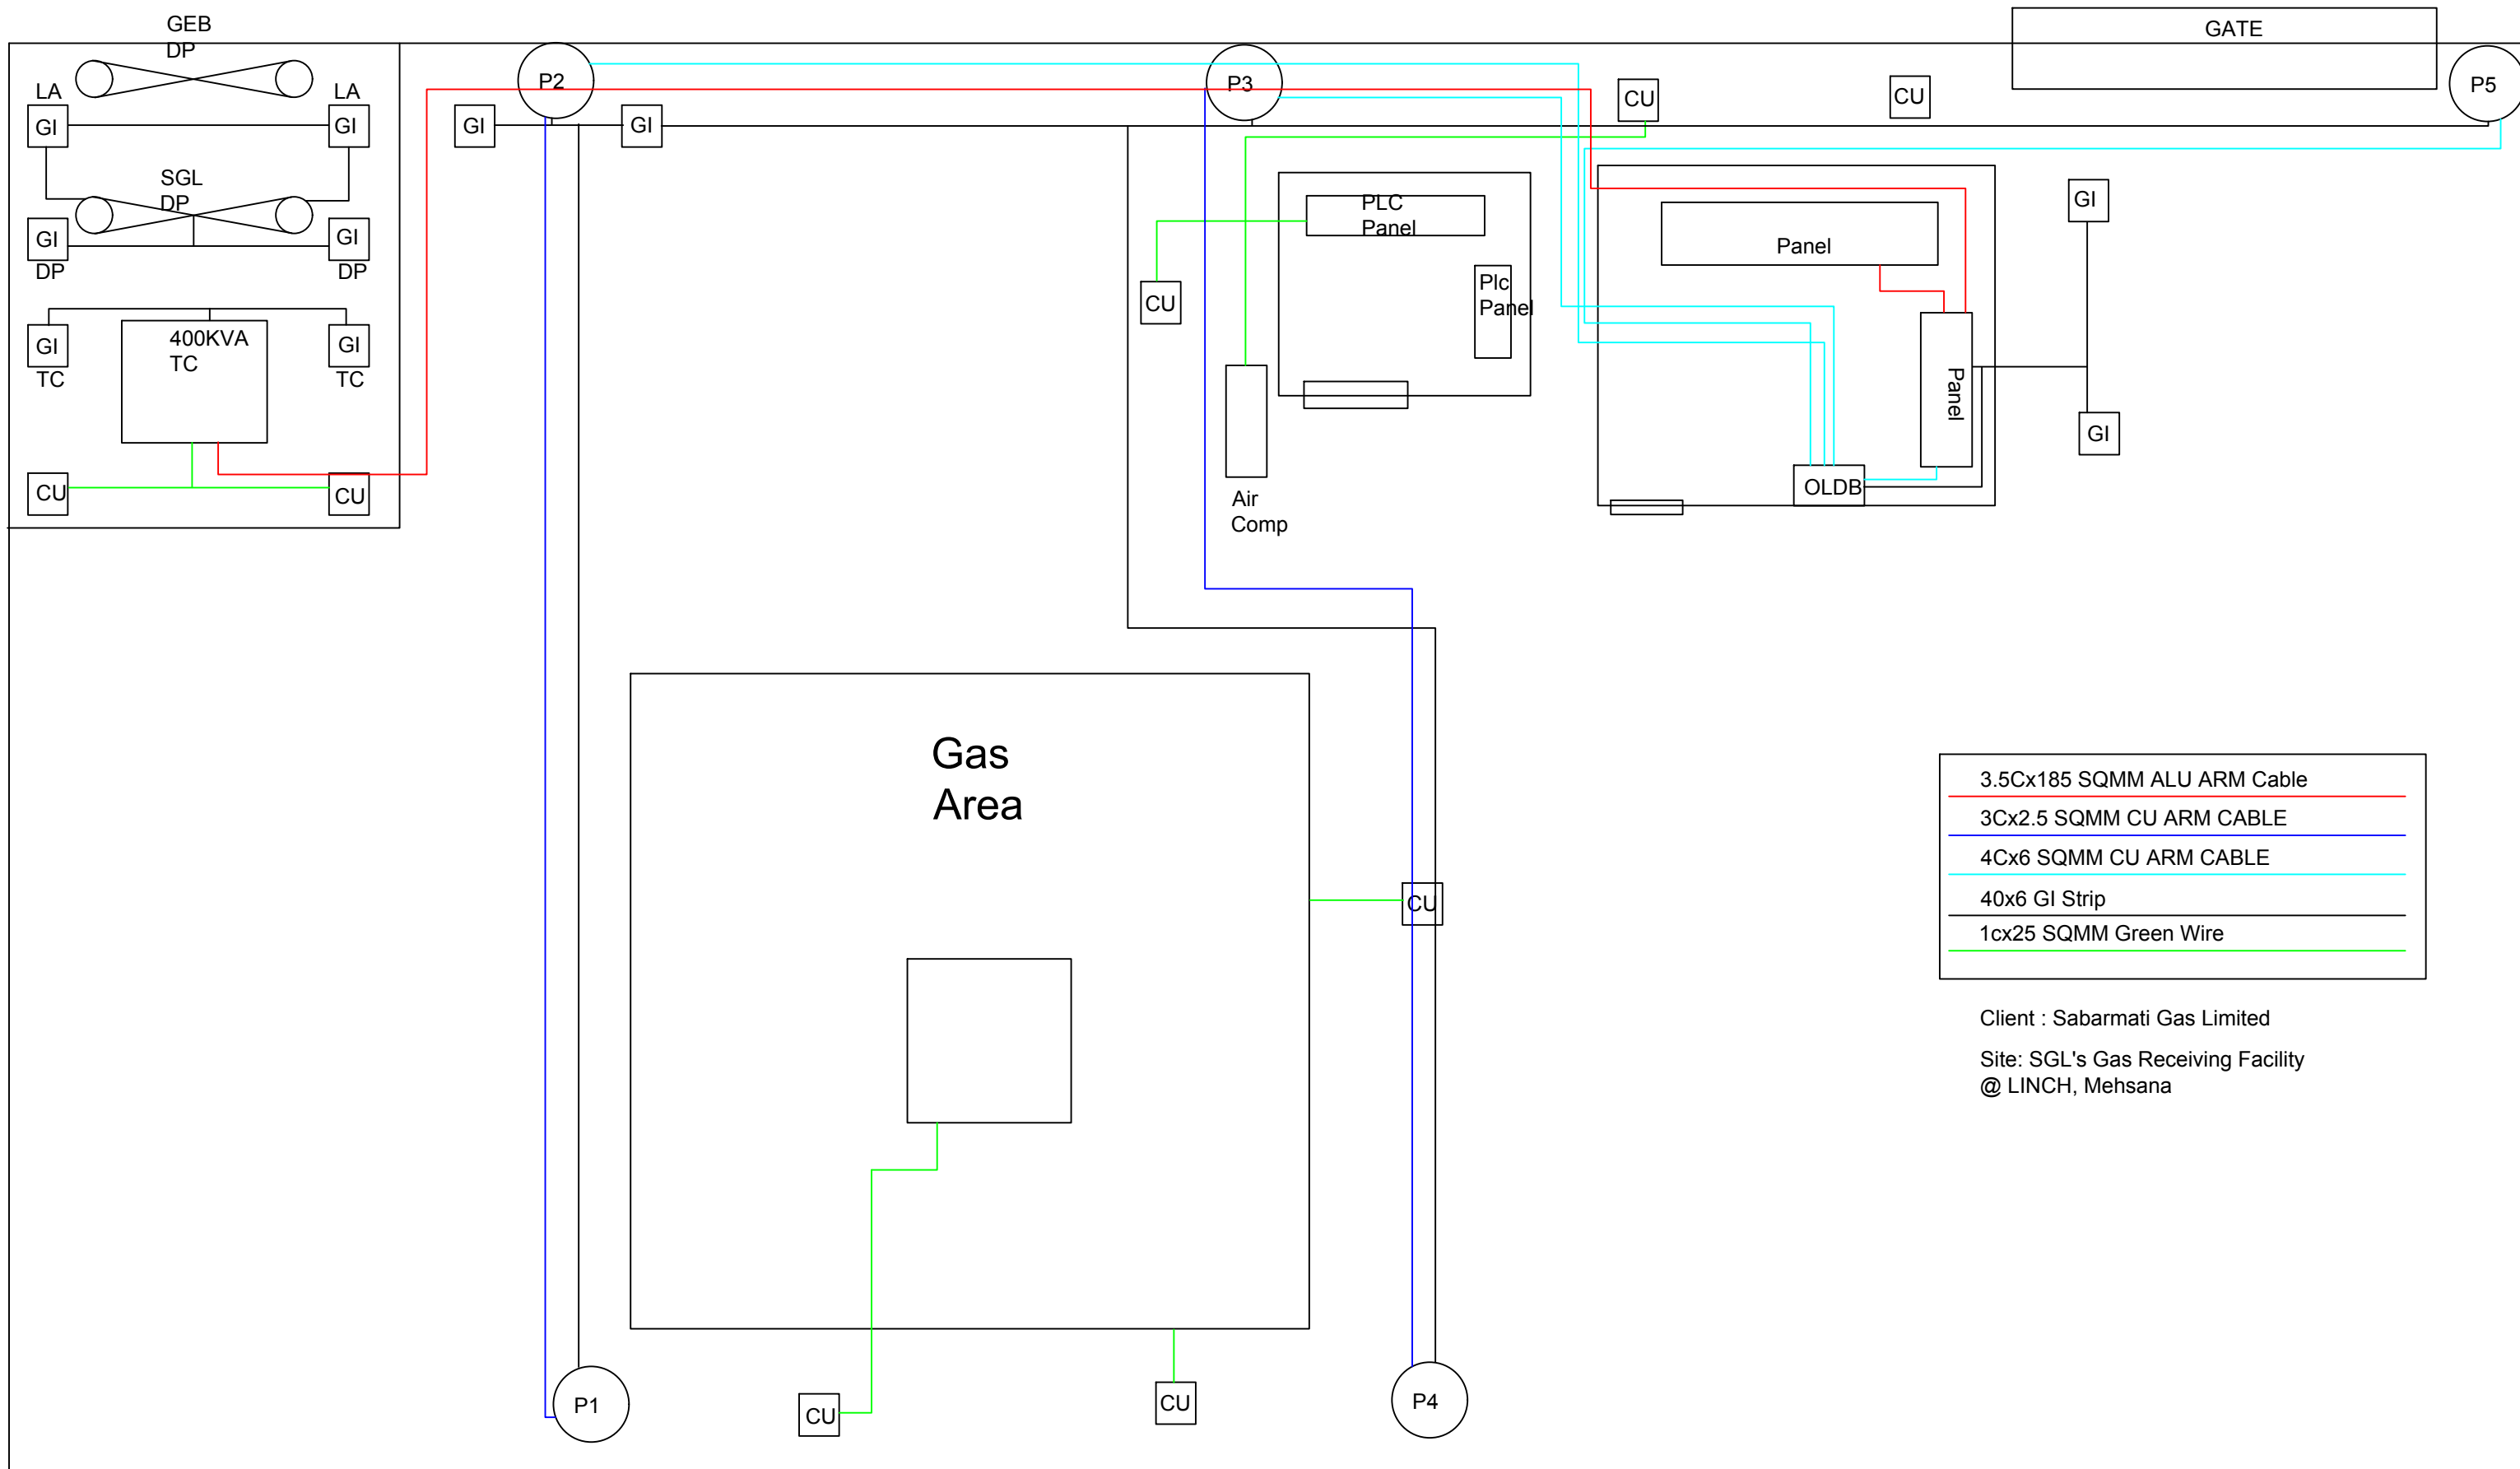 GEB
DP
GATE
LA
LA
GI
GI
GI
P2
GI
P3
CU
CU
P5
SGL
DP
GI
GI
DP
DP
PLC
Panel
GI
Panel
CU
Plc
Panel
400KVA
TC
GI
GI
TC
TC
Panel
GI
CU
CU
Air
Comp
OLDB
Gas
Area
CU
3.5Cx185 SQMM ALU ARM Cable
3Cx2.5 SQMM CU ARM CABLE
4Cx6 SQMM CU ARM CABLE
40x6 GI Strip
1cx25 SQMM Green Wire
Client : Sabarmati Gas Limited
Site: SGL's Gas Receiving Facility
@ LINCH, Mehsana
P1
CU
CU
P4